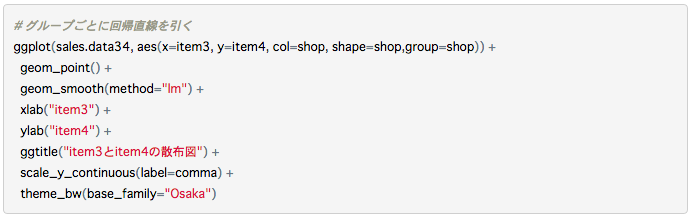 #グループごとに回帰直線を引く
ggplot(sales.data34, aes(x=item3, y=item4, col=shop, shape=shop,group=shop)) +
  geom_point() +
  geom_smooth(method="lm") +
  xlab("item3") +
  ylab("item4") +
  ggtitle("item3とitem4の散布図") +
  scale_y_continuous(label=comma) +
  theme_bw(base_family="Osaka")